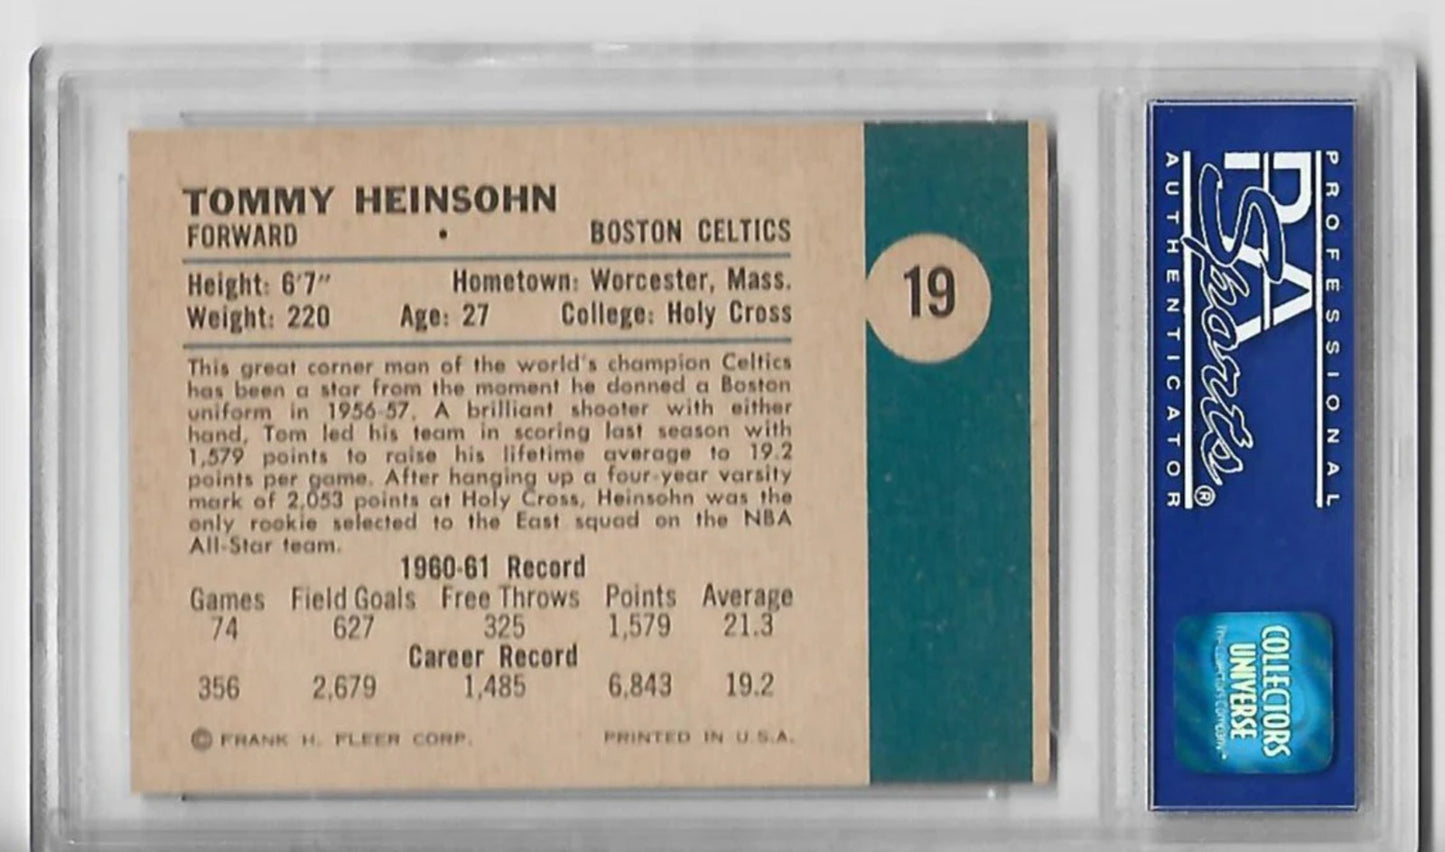 TOMMY HEINSOHN
FORWARD • BOSTON CELTICS
Height: 6'7" Hometown: Worcester, Mass.
Weight: 220 Age: 27 College: Holy Cross
This great corner man of the world's champion Celtics
has been a star from the moment he donned a Boston
uniform in 1956-57. A brilliant shooter with either
hand, Tom led his team in scoring last season with
1,579 points to raise his lifetime average to 19.2
points per game. After hanging up a four-year varsity
mark of 2,053 points at Holy Cross, Heinsohn was the
only rookie selected to the East squad on the NBA
All-Star team.
1960-61 Record
Games Field Goals Free Throws Points Average
74 627 325 1,579 21.3
Career Record
356 2,679 1,485 6,843 19.2
© FRANK H. FLEER CORP. PRINTED IN U.S.A.
19
PROFESSIONAL
PSA
Sports®
AUTHENTICATOR
COLLECTORS
UNIVERSE